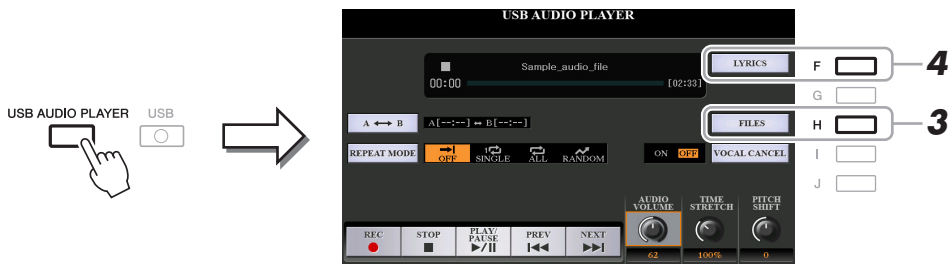 USB AUDIO PLAYER
USB AUDIO PLAYER
USB
Sample_audio_file
00:00
[02:33]
LYRICS
F
4
G
A ↔ B
A[--:--] ↔ B[--:--]
FILES
H
3
REPEAT MODE
OFF
1 SINGLE
ALL
RANDOM
ON
OFF
VOCAL CANCEL
I
J
AUDIO VOLUME
TIME STRETCH
PITCH SHIFT
REC
STOP
PLAY/
PAUSE
PREV
NEXT
62
100%
0